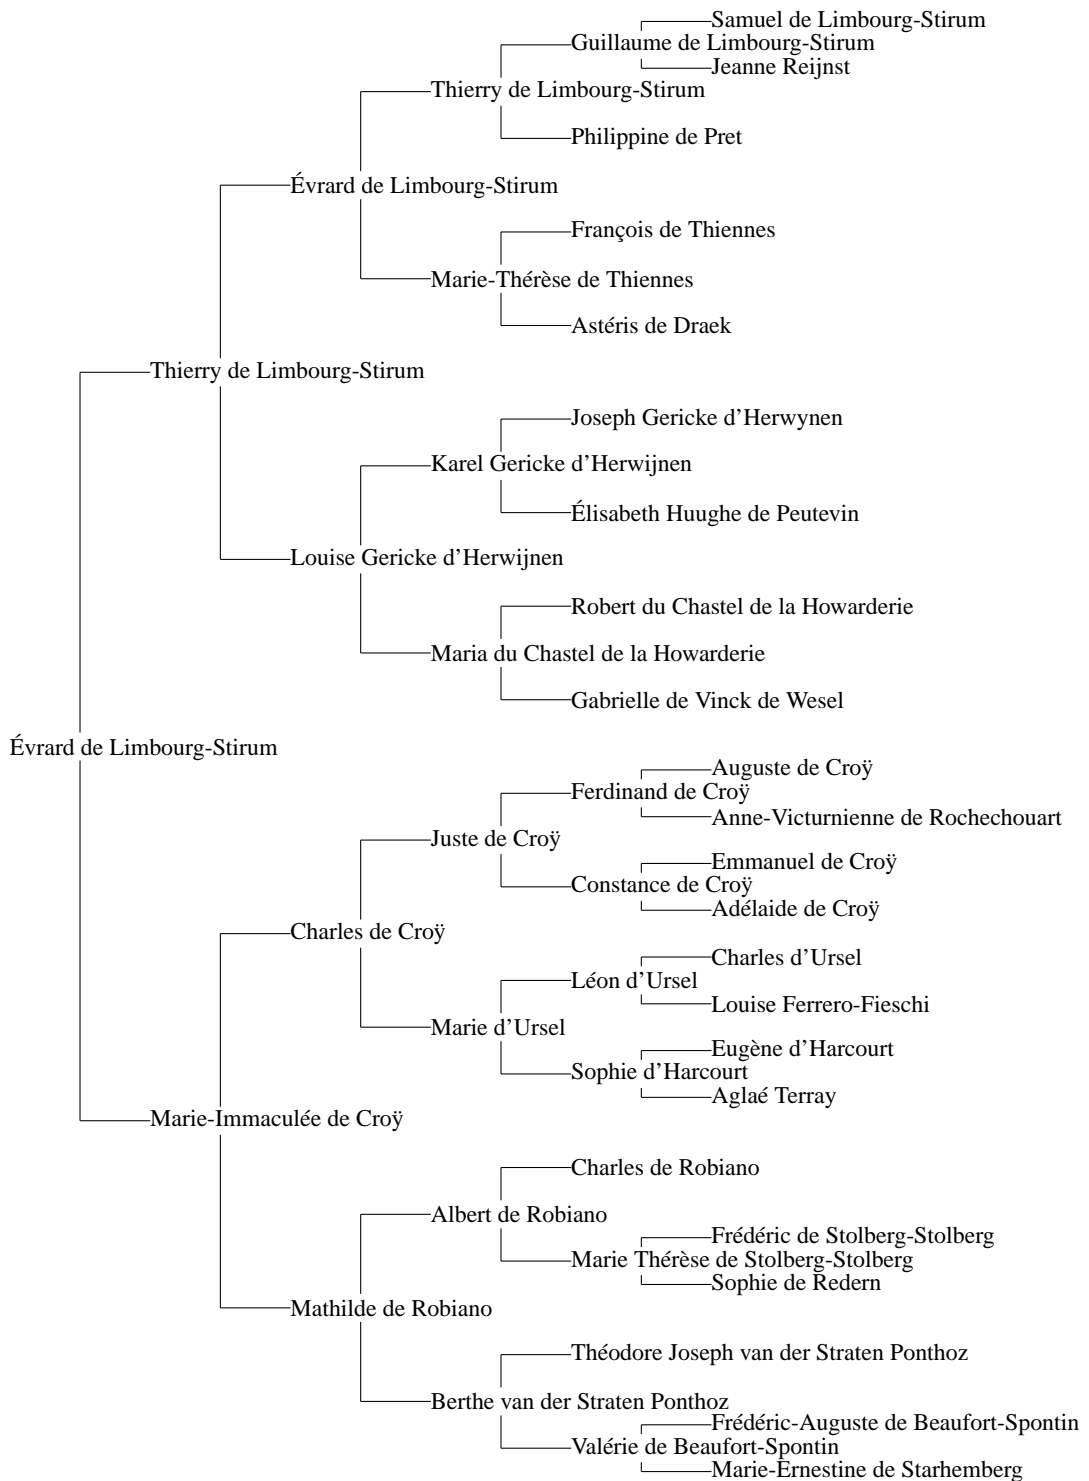 Samuel de Limbourg-Stirum
Guillaume de Limbourg-Stirum
Jeanne Reijnst
Thierry de Limbourg-Stirum
Philippine de Pret
Évrard de Limbourg-Stirum
François de Thiennes
Marie-Thérèse de Thiennes
Astéris de Draek
Thierry de Limbourg-Stirum
Joseph Gericke d'Herwynen
Karel Gericke d'Herwijnen
Élisabeth Huughe de Peutevin
Louise Gericke d'Herwijnen
Robert du Chastel de la Howarderie
Maria du Chastel de la Howarderie
Gabrielle de Vinck de Wesel
Évrard de Limbourg-Stirum
Auguste de Croÿ
Ferdinand de Croÿ
Anne-Victurnienne de Rochechouart
Juste de Croÿ
Emmanuel de Croÿ
Constance de Croÿ
Adélaide de Croÿ
Charles de Croÿ
Charles d'Ursel
Léon d'Ursel
Louise Ferrero-Fieschi
Marie d'Ursel
Eugène d'Harcourt
Sophie d'Harcourt
Aglaé Terray
Marie-Immaculée de Croÿ
Charles de Robiano
Albert de Robiano
Frédéric de Stolberg-Stolberg
Marie Thérèse de Stolberg-Stolberg
Sophie de Redern
Mathilde de Robiano
Théodore Joseph van der Straten Ponthoz
Berthe van der Straten Ponthoz
Frédéric-Auguste de Beaufort-Spontin
Valérie de Beaufort-Spontin
Marie-Ernestine de Starhemberg